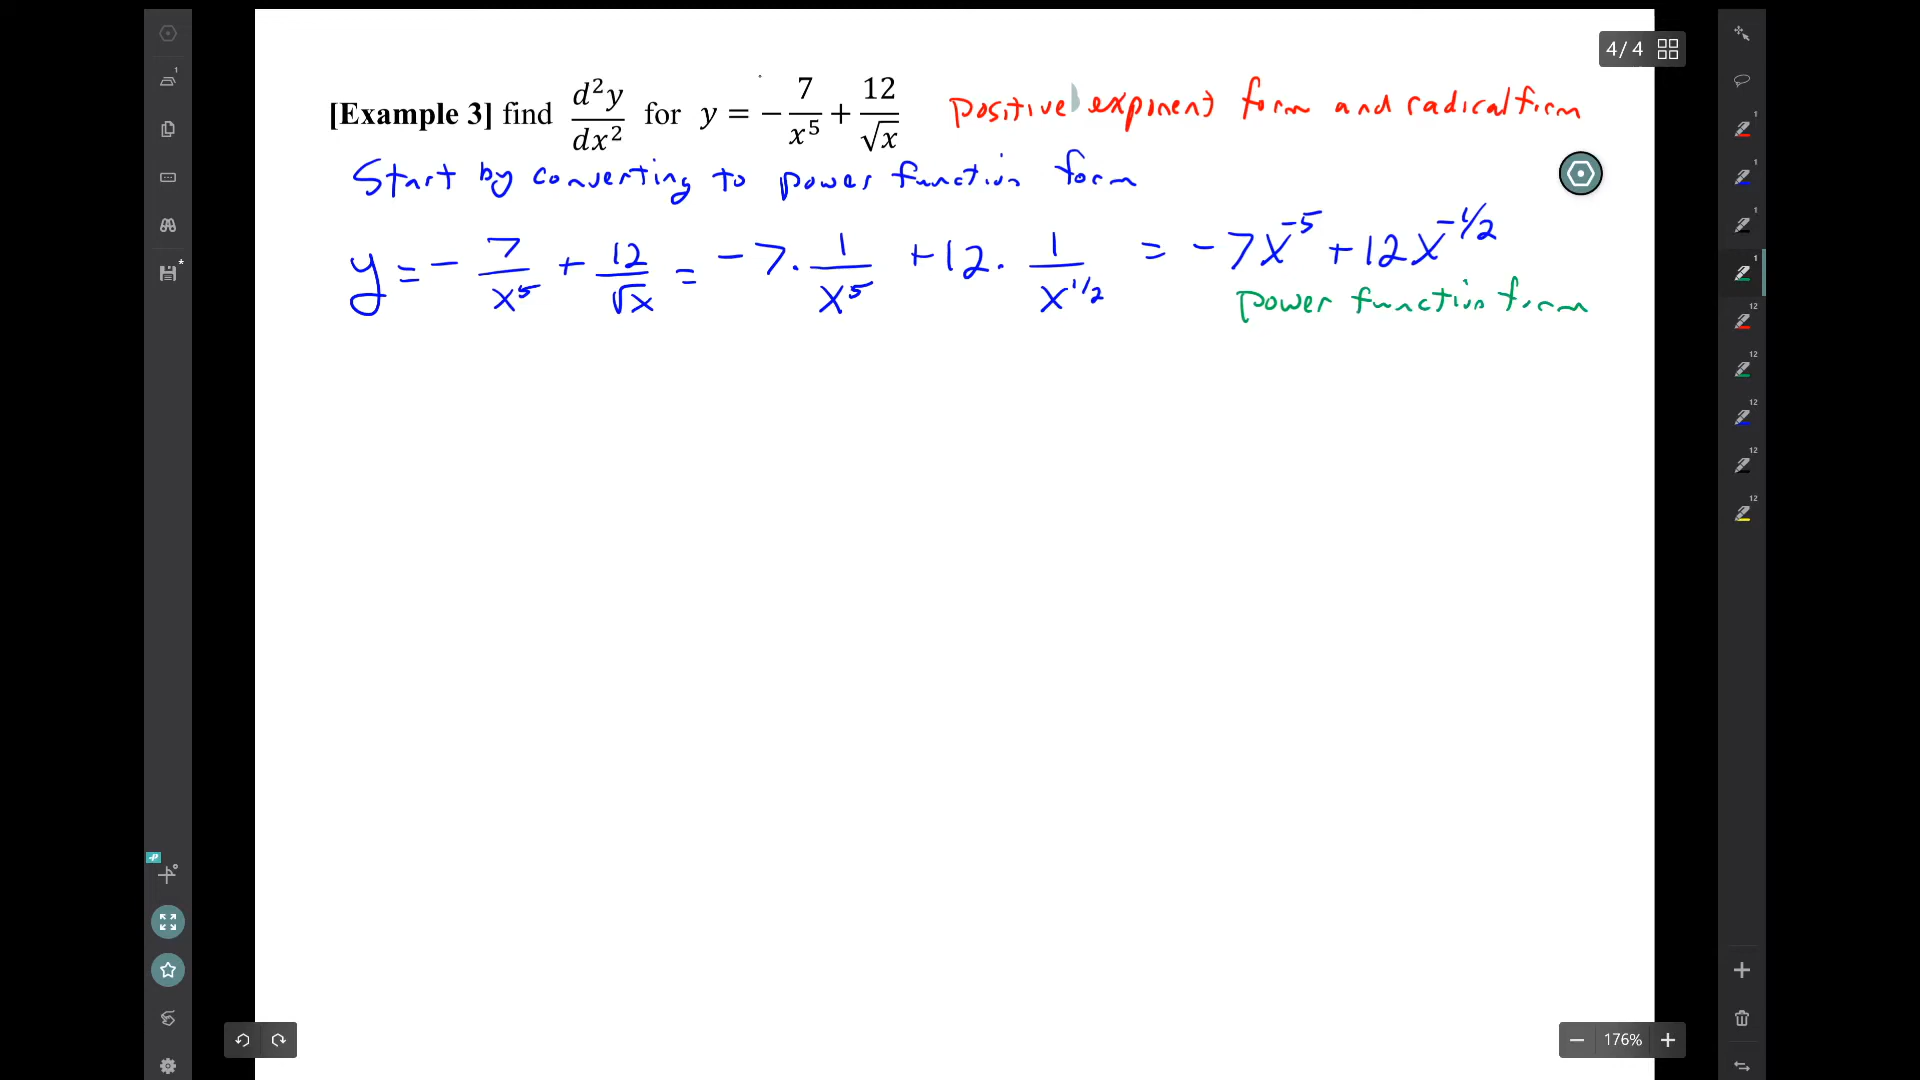 4/4
[Example 3] find d²y/dx² for y = −7/x⁵ + 12/√x positive exponent form and radical form
Start by converting to power function form
y = − 7/x⁵ + 12/√x = −7 · 1/x⁵ + 12 · 1/x^1/2 = −7x^−5 + 12x^−1/2
power function form
176%